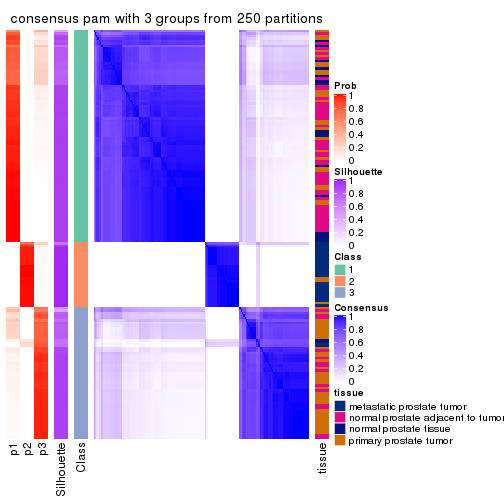 consensus pam with 3 groups from 250 partitions
Prob
1
0.8
0.6
0.4
0.2
0
Silhouette
1
0.8
0.6
0.4
0.2
0
Class
1
2
3
Consensus
1
0.8
0.6
0.4
0.2
0
tissue
metastatic prostate tumor
normal prostate adjacent to tumor
normal prostate tissue
primary prostate tumor
p1
p2
p3
Silhouette
Class
tissue